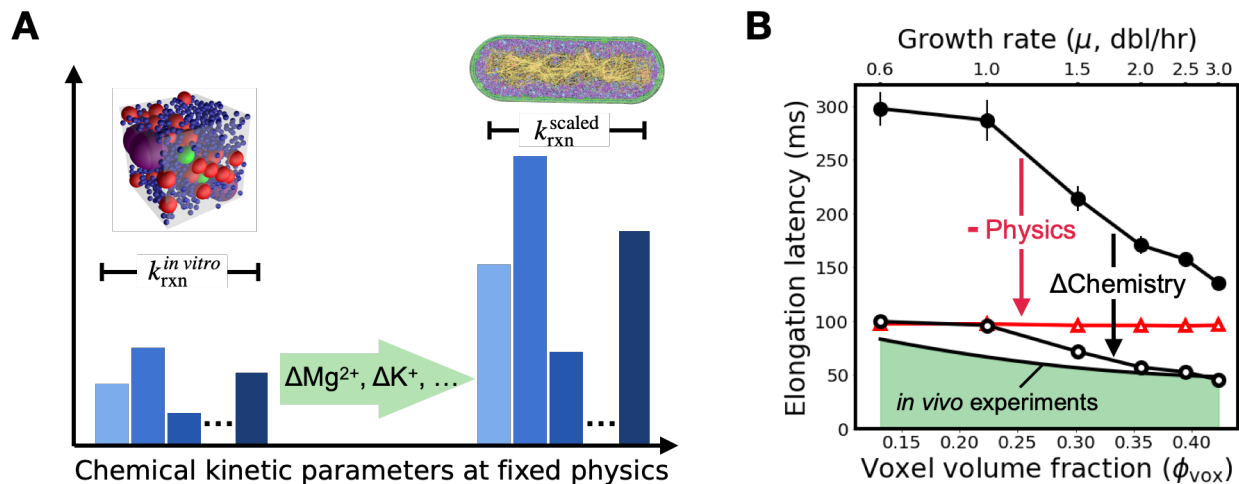 A
k_rxn^in vitro
k_rxn^scaled
ΔMg²⁺, ΔK⁺, ...
...
...
Chemical kinetic parameters at fixed physics
B
Growth rate (μ, dbl/hr)
0.6 1.0 1.5 2.0 2.5 3.0
Elongation latency (ms)
300
250
200
150
100
50
0
- Physics
ΔChemistry
in vivo experiments
0.15 0.20 0.25 0.30 0.35 0.40
Voxel volume fraction (ϕ_vox)